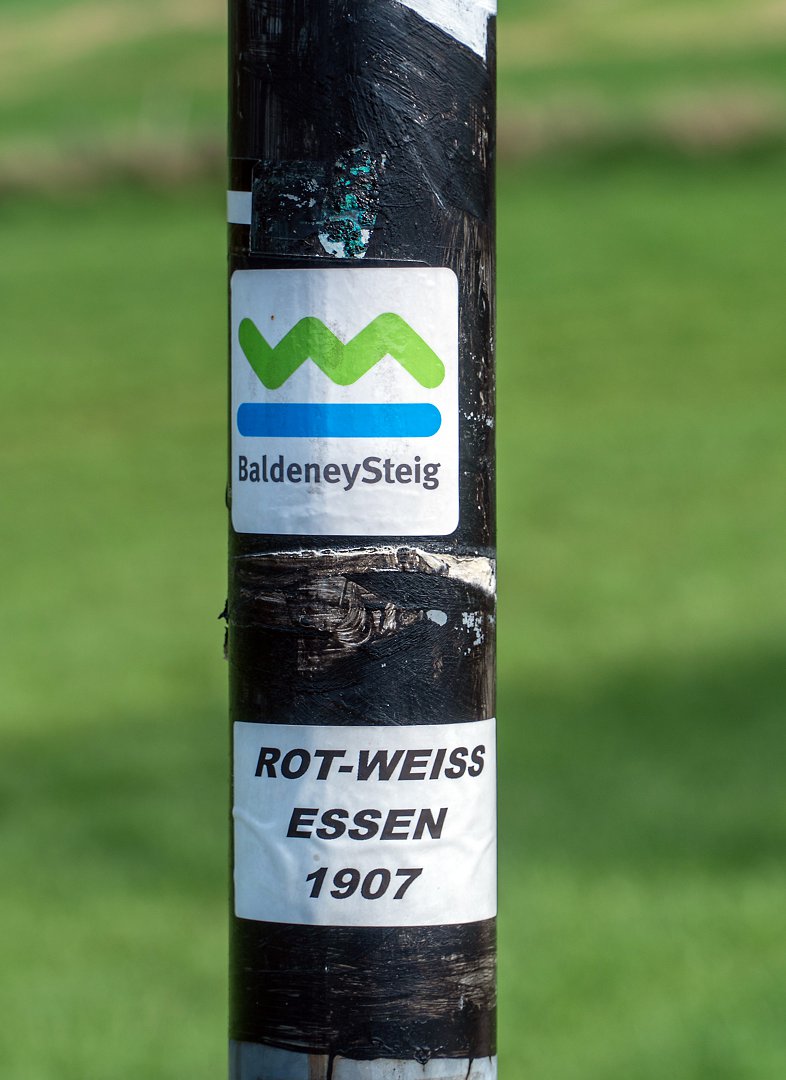 BaldeneySteig
ROT-WEISS
ESSEN
1907